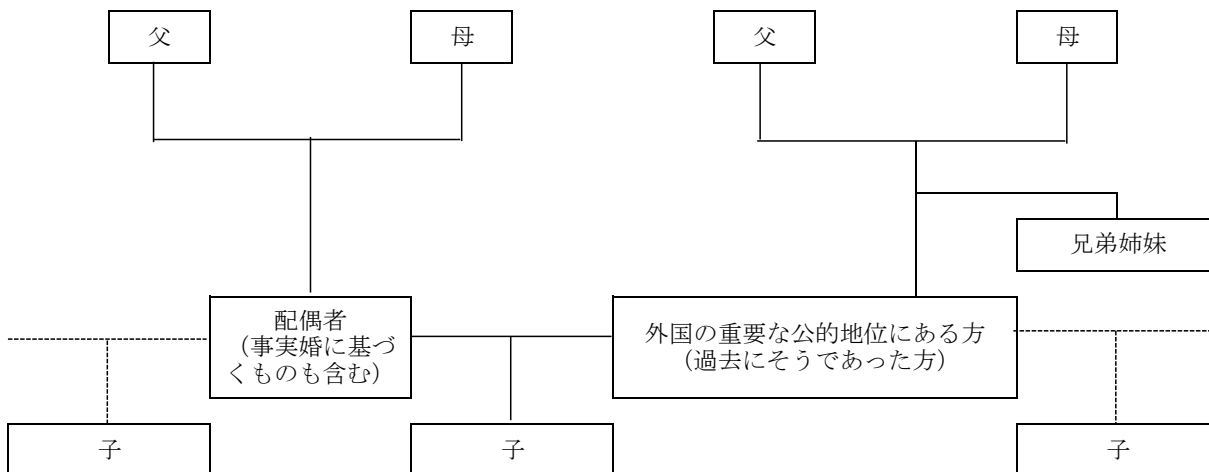 父
母
父
母
兄弟姉妹
配偶者
（事実婚に基づ
くものも含む）
外国の重要な公的地位にある方
（過去にそうであった方）
子
子
子